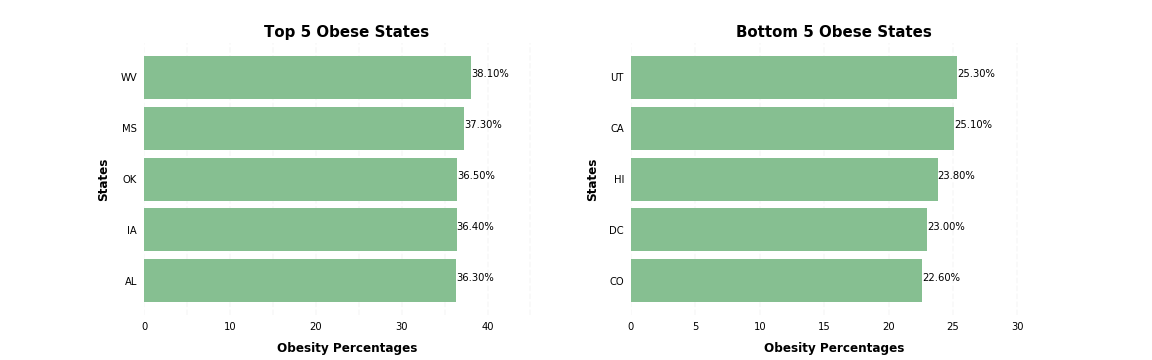 Top 5 Obese States
WV
38.10%
MS
37.30%
OK
36.50%
IA
36.40%
AL
36.30%
States
0 10 20 30 40
Obesity Percentages
Bottom 5 Obese States
UT
25.30%
CA
25.10%
HI
23.80%
DC
23.00%
CO
22.60%
States
0 5 10 15 20 25 30
Obesity Percentages